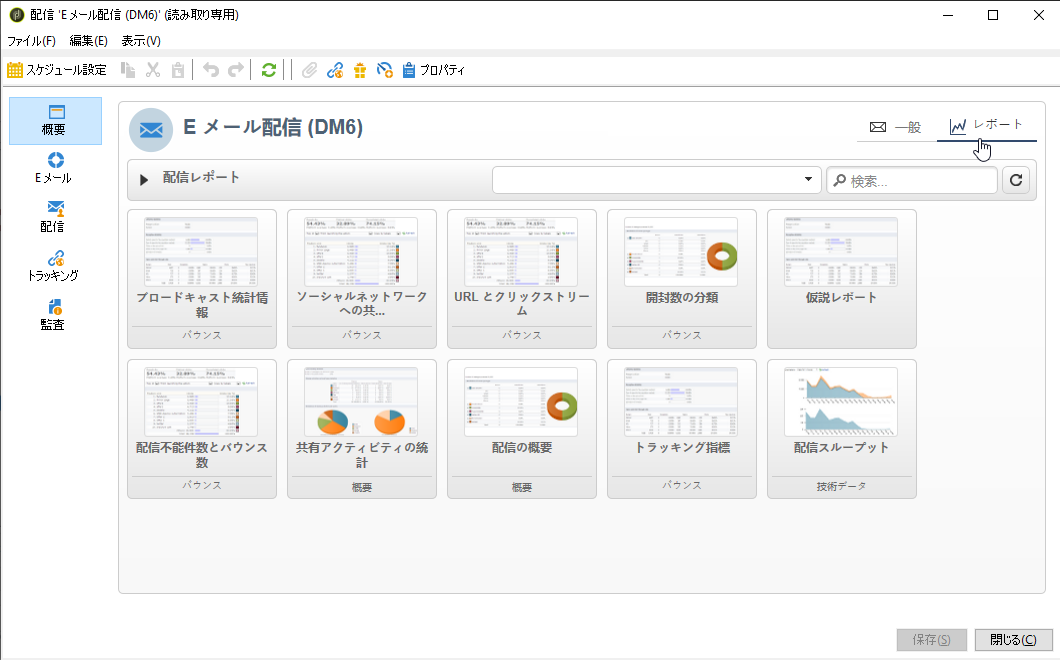 配信 'Eメール配信 (DM6)' (読み取り専用)
ファイル(F) 編集(E) 表示(V)
スケジュール設定
プロパティ
概要
Eメール
配信
トラッキング
監査
E メール配信 (DM6)
一般
レポート
配信レポート
検索...
ブロードキャスト統計情
報
バウンス
ソーシャルネットワーク
への共...
バウンス
URL とクリックストリー
ム
バウンス
開封数の分類
バウンス
仮説レポート
配信不能件数とバウンス
数
バウンス
共有アクティビティの統
計
概要
配信の概要
概要
トラッキング指標
バウンス
配信スループット
技術データ
保存(S)
閉じる(C)